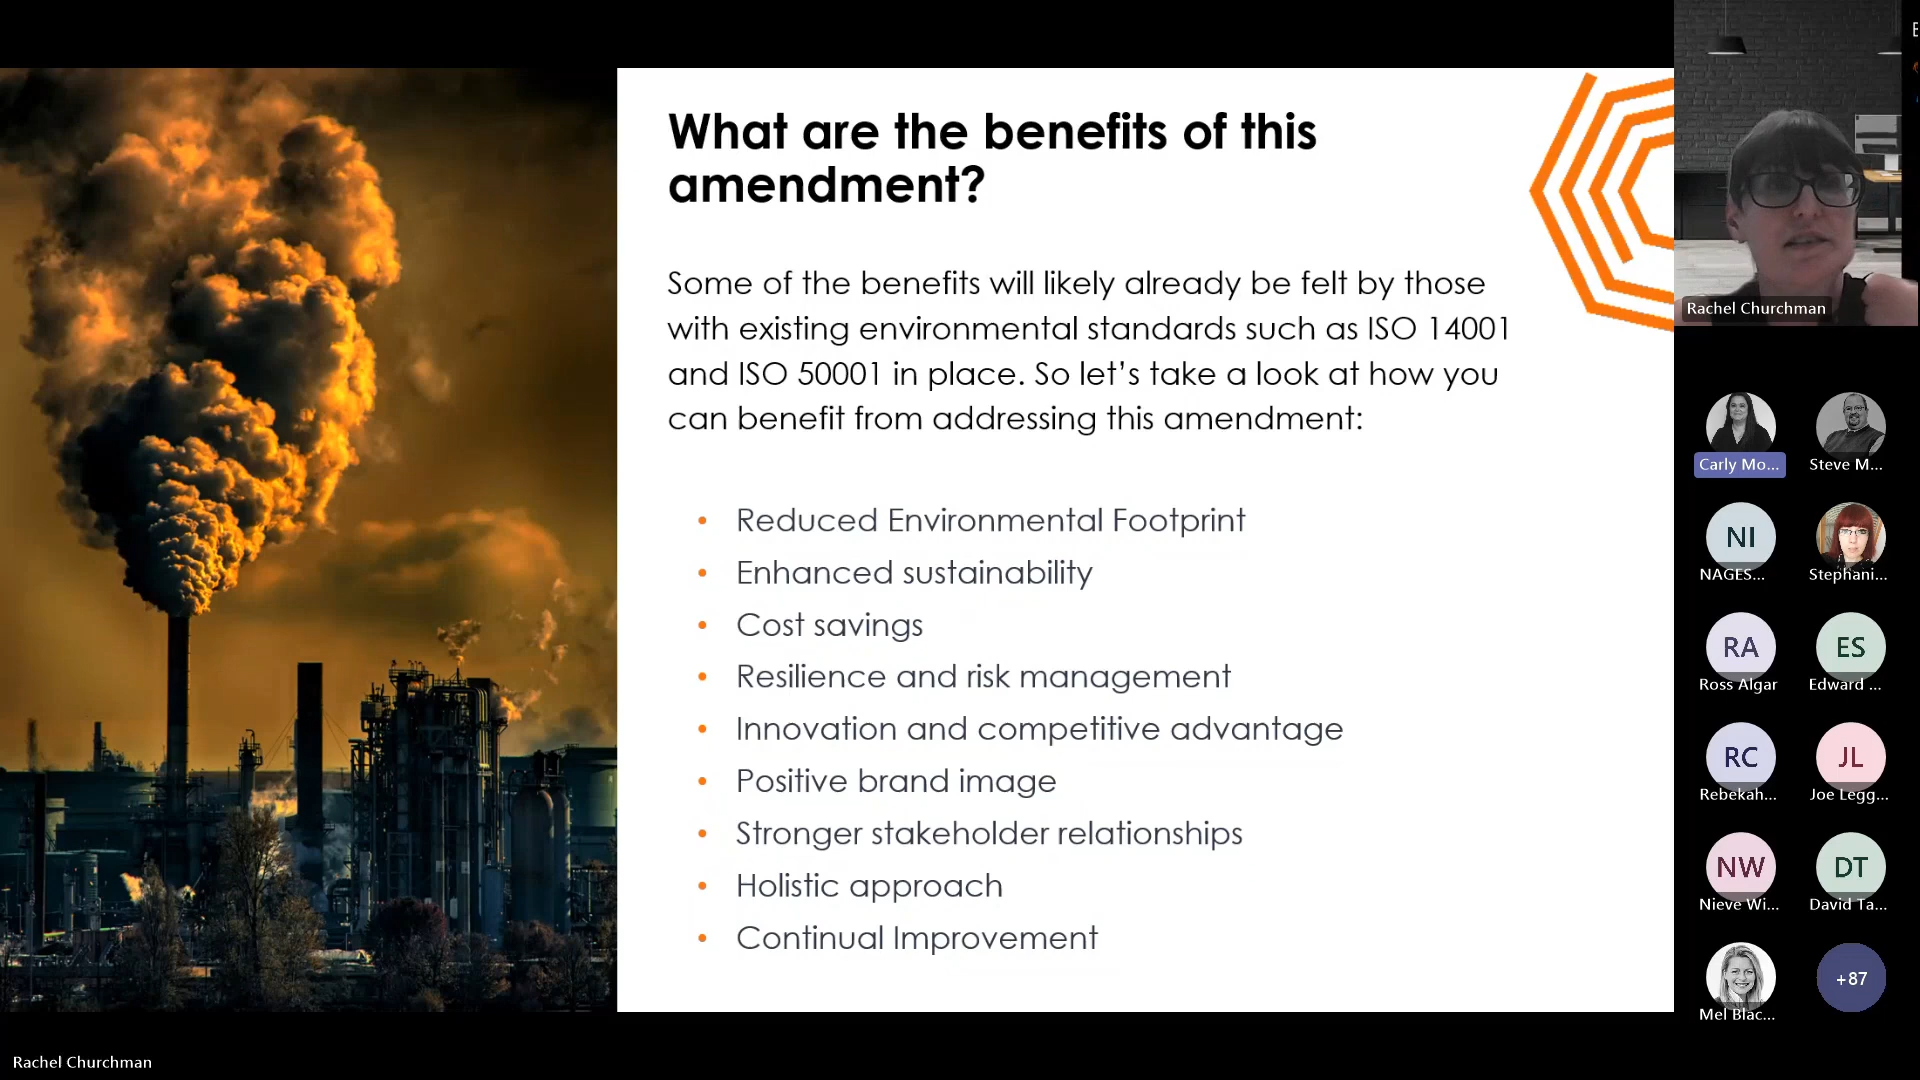 What are the benefits of this
amendment?
Some of the benefits will likely already be felt by those
with existing environmental standards such as ISO 14001
and ISO 50001 in place. So let’s take a look at how you
can benefit from addressing this amendment:
• Reduced Environmental Footprint
• Enhanced sustainability
• Cost savings
• Resilience and risk management
• Innovation and competitive advantage
• Positive brand image
• Stronger stakeholder relationships
• Holistic approach
• Continual Improvement
Rachel Churchman
Carly Mo...
Steve M...
NI
NAGES...
Stephani...
RA
Ross Algar
ES
Edward ...
RC
Rebekah...
JL
Joe Legg...
NW
Nieve Wi...
DT
David Ta...
Mel Blac...
+87
Rachel Churchman